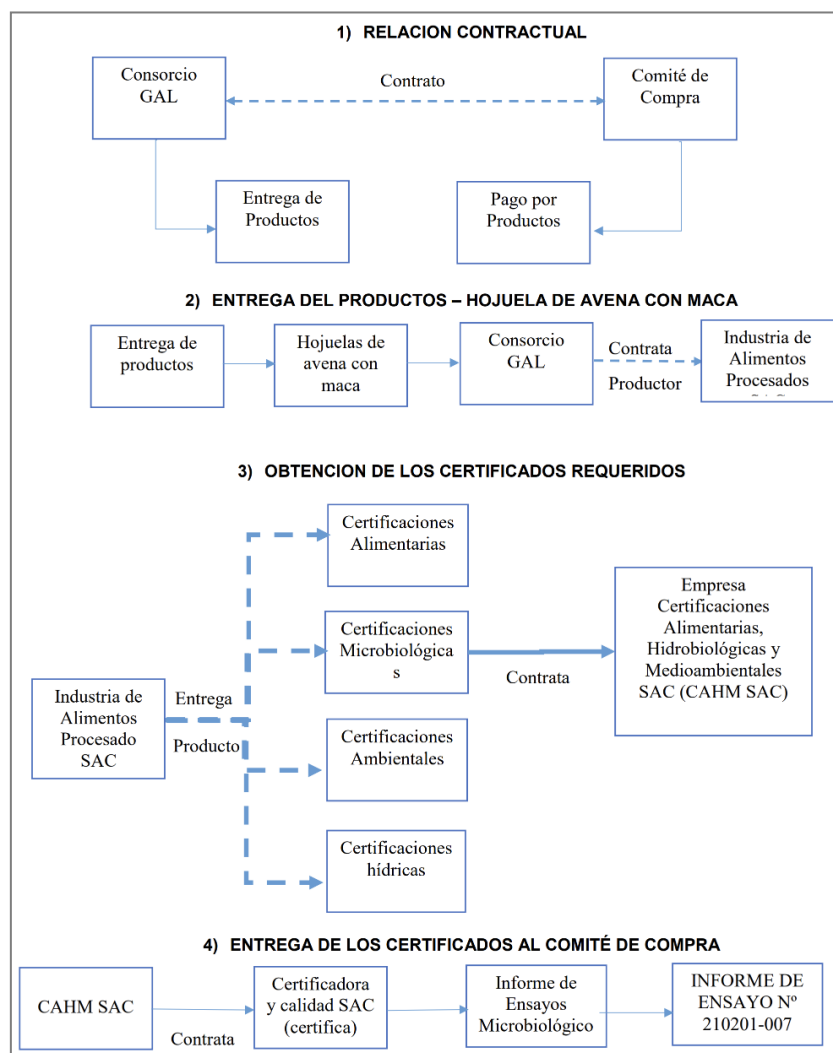 1) RELACION CONTRACTUAL
Consorcio
GAL
Contrato
Comité de
Compra
Entrega de
Productos
Pago por
Productos
2) ENTREGA DEL PRODUCTOS – HOJUELA DE AVENA CON MACA
Entrega de
productos
Hojuelas de
avena con
maca
Consorcio
GAL
Contrata
Productor
Industria de
Alimentos
Procesados
3) OBTENCION DE LOS CERTIFICADOS REQUERIDOS
Industria de
Alimentos
Procesado
SAC
Entrega
Producto
Certificaciones
Alimentarias
Certificaciones
Microbiológica
s
Certificaciones
Ambientales
Certificaciones
hídricas
Contrata
Empresa
Certificaciones
Alimentarias,
Hidrobiológicas y
Medioambientales
SAC (CAHM SAC)
4) ENTREGA DE LOS CERTIFICADOS AL COMITÉ DE COMPRA
CAHM SAC
Contrata
Certificadora
y calidad SAC
(certifica)
Informe de
Ensayos
Microbiológico
INFORME DE
ENSAYO Nº
210201-007